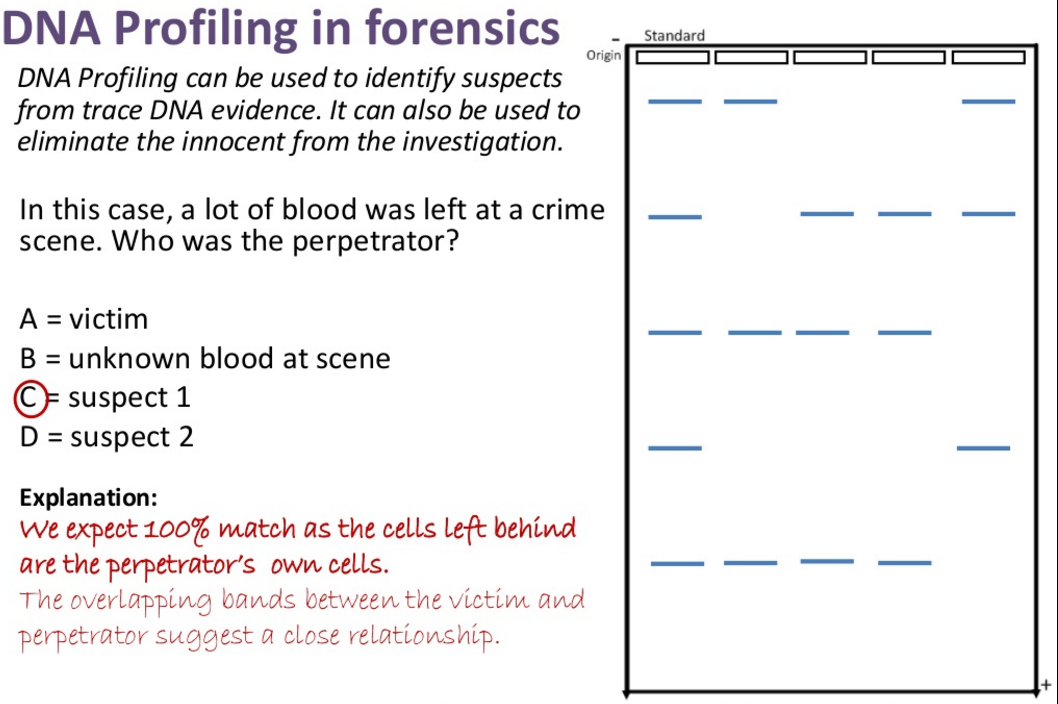 DNA Profiling in forensics
DNA Profiling can be used to identify suspects
from trace DNA evidence. It can also be used to
eliminate the innocent from the investigation.
In this case, a lot of blood was left at a crime
scene. Who was the perpetrator?
A = victim
B = unknown blood at scene
C = suspect 1
D = suspect 2
Explanation:
We expect 100% match as the cells left behind
are the perpetrator's own cells.
The overlapping bands between the victim and
perpetrator suggest a close relationship.
– Standard
Origin
+